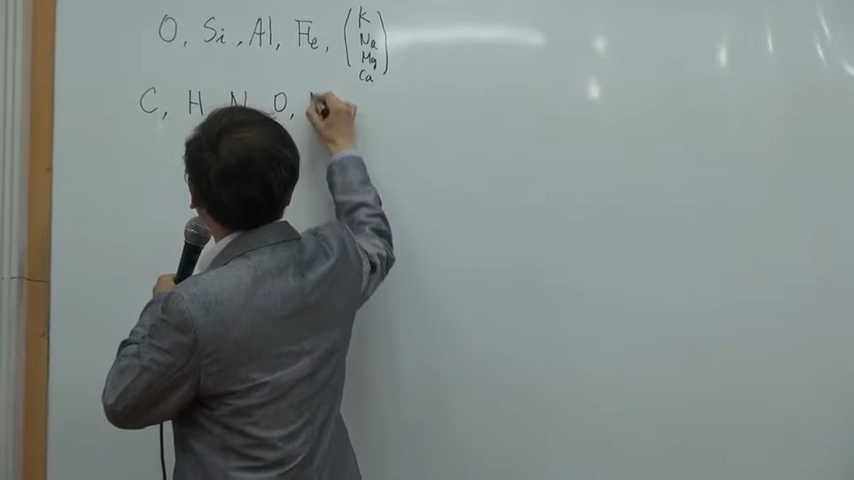 O, Si, Al, Fe, ( K
Na
Mg
Ca )
C, H, N, O,